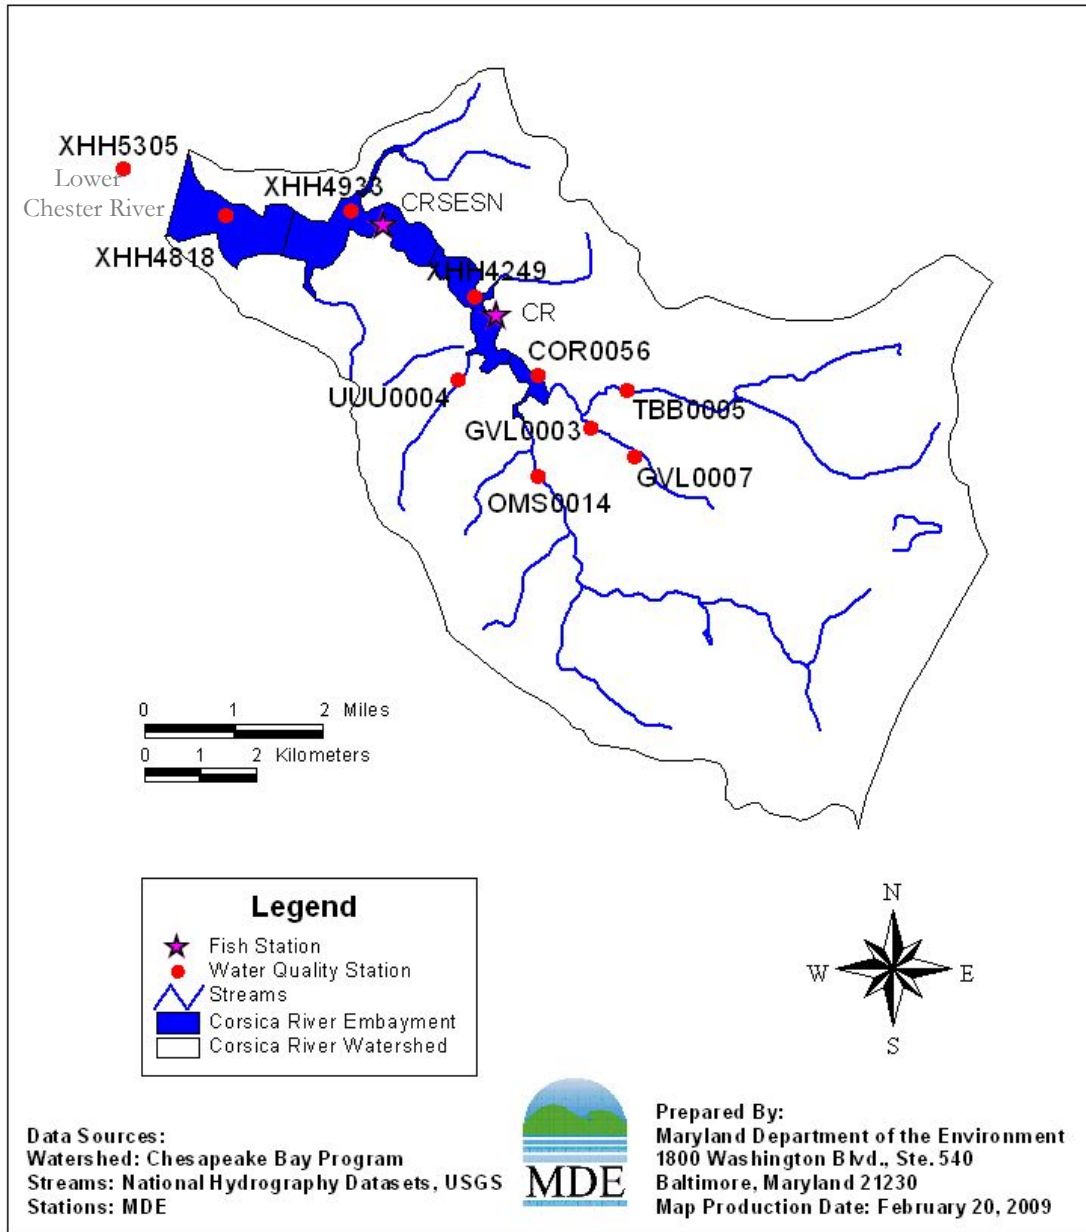 XHH5305
Lower
Chester River
XHH4933
CRSESN
XHH4818
XHH4249
CR
COR0056
UUU0004
TBB0005
GVL0003
GVL0007
OMS0014
0 1 2 Miles
0 1 2 Kilometers
Legend
Fish Station
Water Quality Station
Streams
Corsica River Embayment
Corsica River Watershed
N
W E
S
Data Sources:
Watershed: Chesapeake Bay Program
Streams: National Hydrography Datasets, USGS
Stations: MDE
MDE
Prepared By:
Maryland Department of the Environment
1800 Washington Blvd., Ste. 540
Baltimore, Maryland 21230
Map Production Date: February 20, 2009